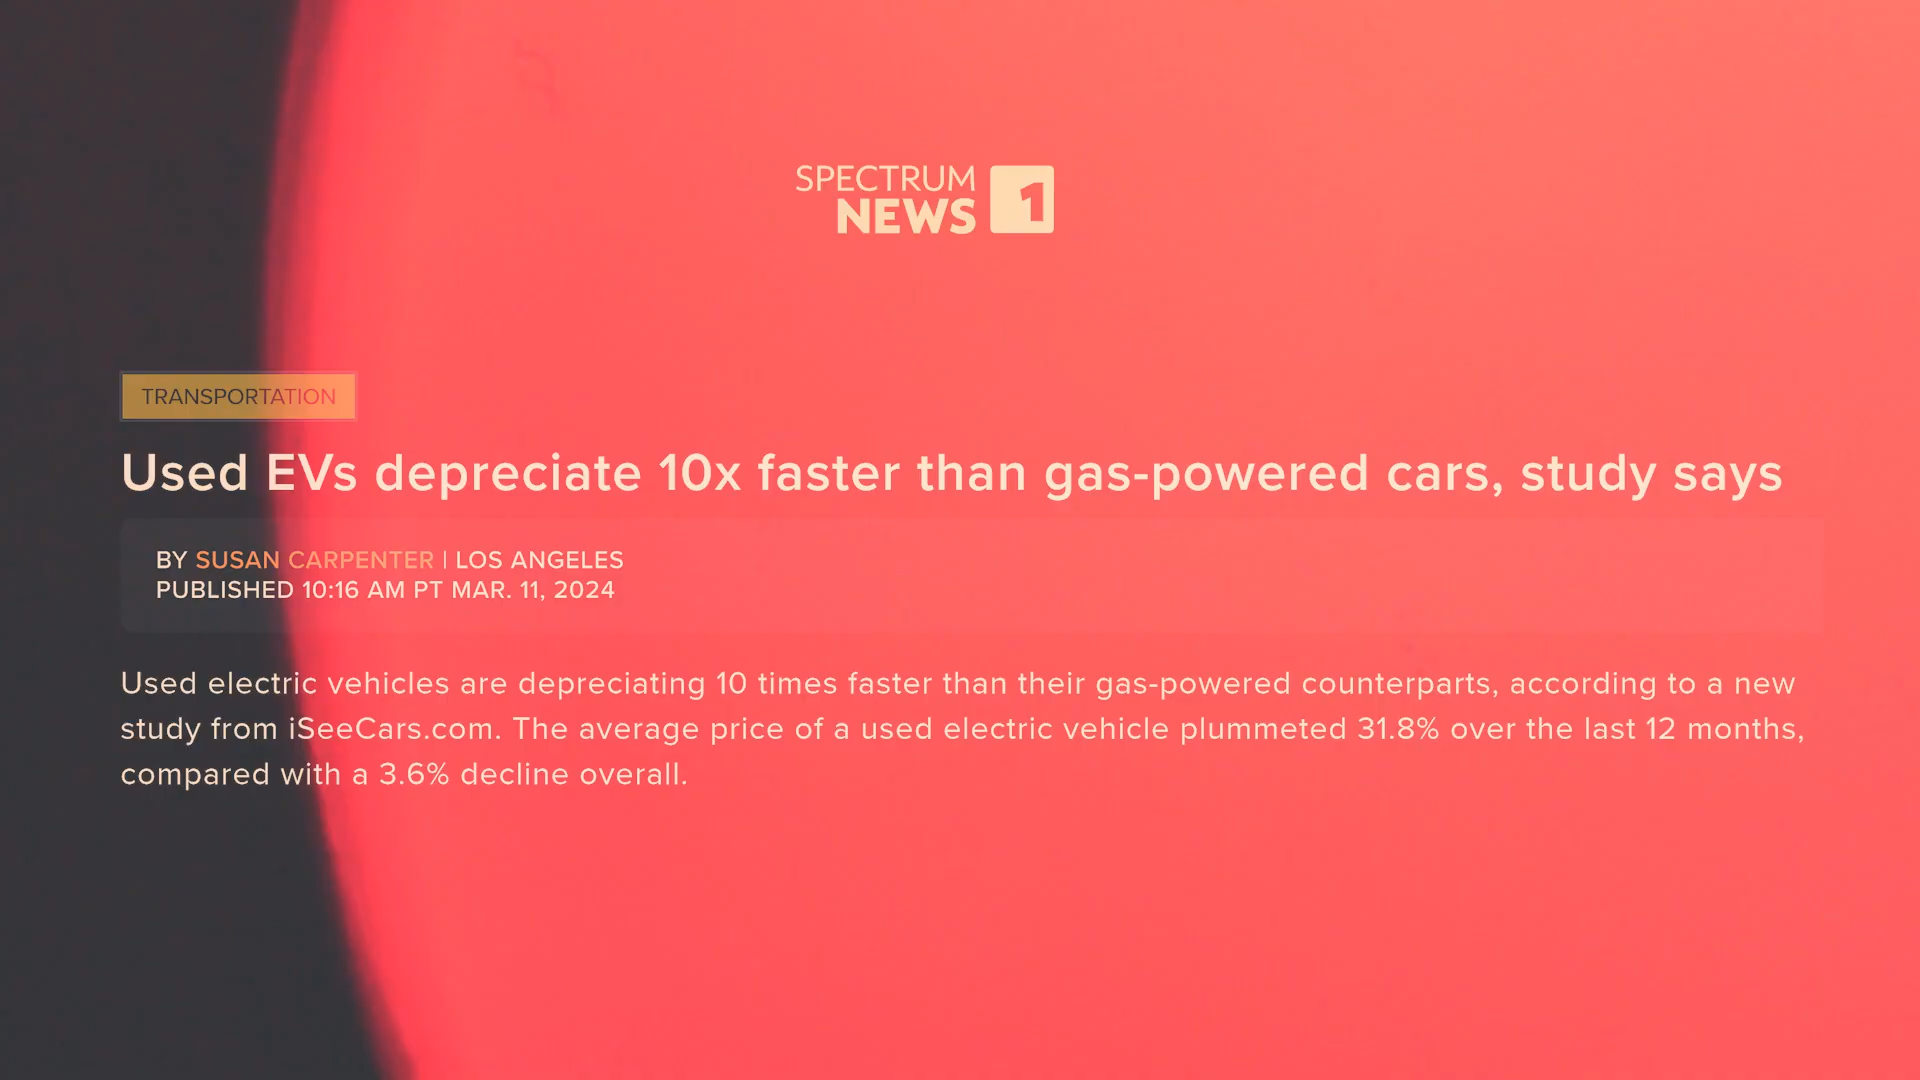 SPECTRUM
NEWS 1
TRANSPORTATION
Used EVs depreciate 10x faster than gas-powered cars, study says
BY SUSAN CARPENTER | LOS ANGELES
PUBLISHED 10:16 AM PT MAR. 11, 2024
Used electric vehicles are depreciating 10 times faster than their gas-powered counterparts, according to a new
study from iSeeCars.com. The average price of a used electric vehicle plummeted 31.8% over the last 12 months,
compared with a 3.6% decline overall.